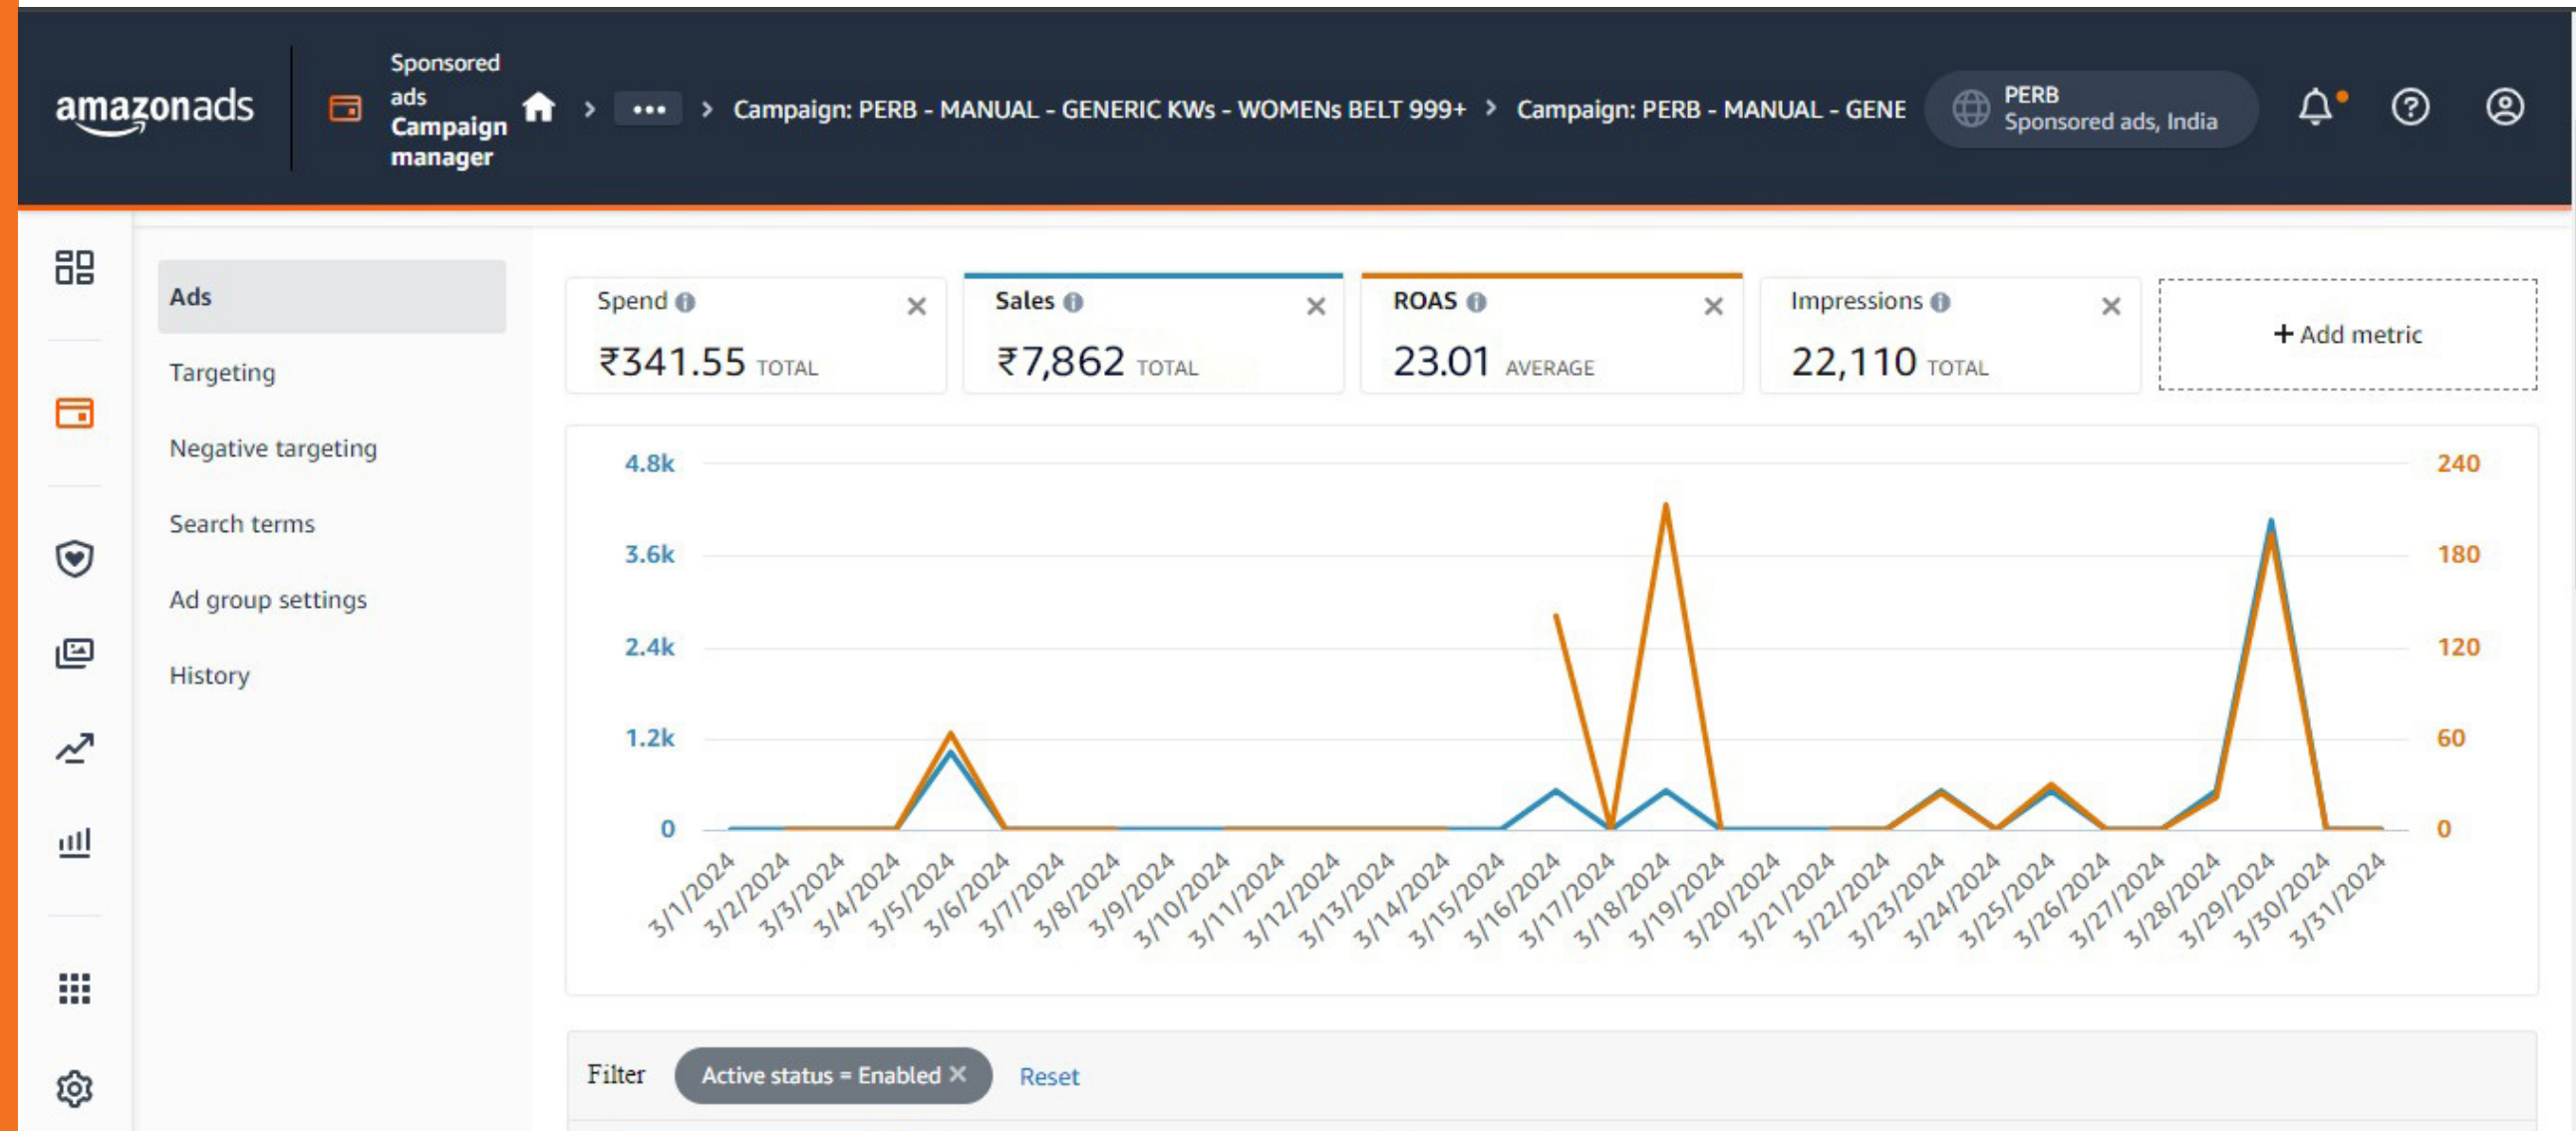 amazonads
Sponsored
ads
Campaign
manager
Campaign: PERB - MANUAL - GENERIC KWs - WOMENs BELT 999+
Campaign: PERB - MANUAL - GENE
PERB
Sponsored ads, India
Ads
Targeting
Negative targeting
Search terms
Ad group settings
History
Spend
₹341.55 TOTAL
Sales
₹7,862 TOTAL
ROAS
23.01 AVERAGE
Impressions
22,110 TOTAL
+ Add metric
4.8k
3.6k
2.4k
1.2k
0
240
180
120
60
0
3/1/2024
3/2/2024
3/3/2024
3/4/2024
3/5/2024
3/6/2024
3/7/2024
3/8/2024
3/9/2024
3/10/2024
3/11/2024
3/12/2024
3/13/2024
3/14/2024
3/15/2024
3/16/2024
3/17/2024
3/18/2024
3/19/2024
3/20/2024
3/21/2024
3/22/2024
3/23/2024
3/24/2024
3/25/2024
3/26/2024
3/27/2024
3/28/2024
3/29/2024
3/30/2024
3/31/2024
Filter
Active status = Enabled ×
Reset